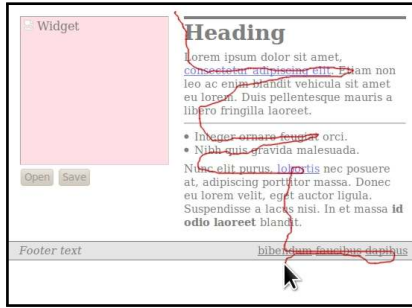 Widget
Open Save
Heading
Lorem ipsum dolor sit amet,
consectetur adipiscing elit. Etiam non
leo ac enim blandit vehicula sit amet
eu lorem. Duis pellentesque mauris a
libero fringilla laoreet.
• Integer ornare feugiat orci.
• Nibh quis gravida malesuada.
Nunc elit purus, lobortis nec posuere
at, adipiscing porttitor massa. Donec
eu lorem velit, eget auctor ligula.
Suspendisse a lacus nisi. In et massa id
odio laoreet blandit.
Footer text bibendum faucibus dapibus